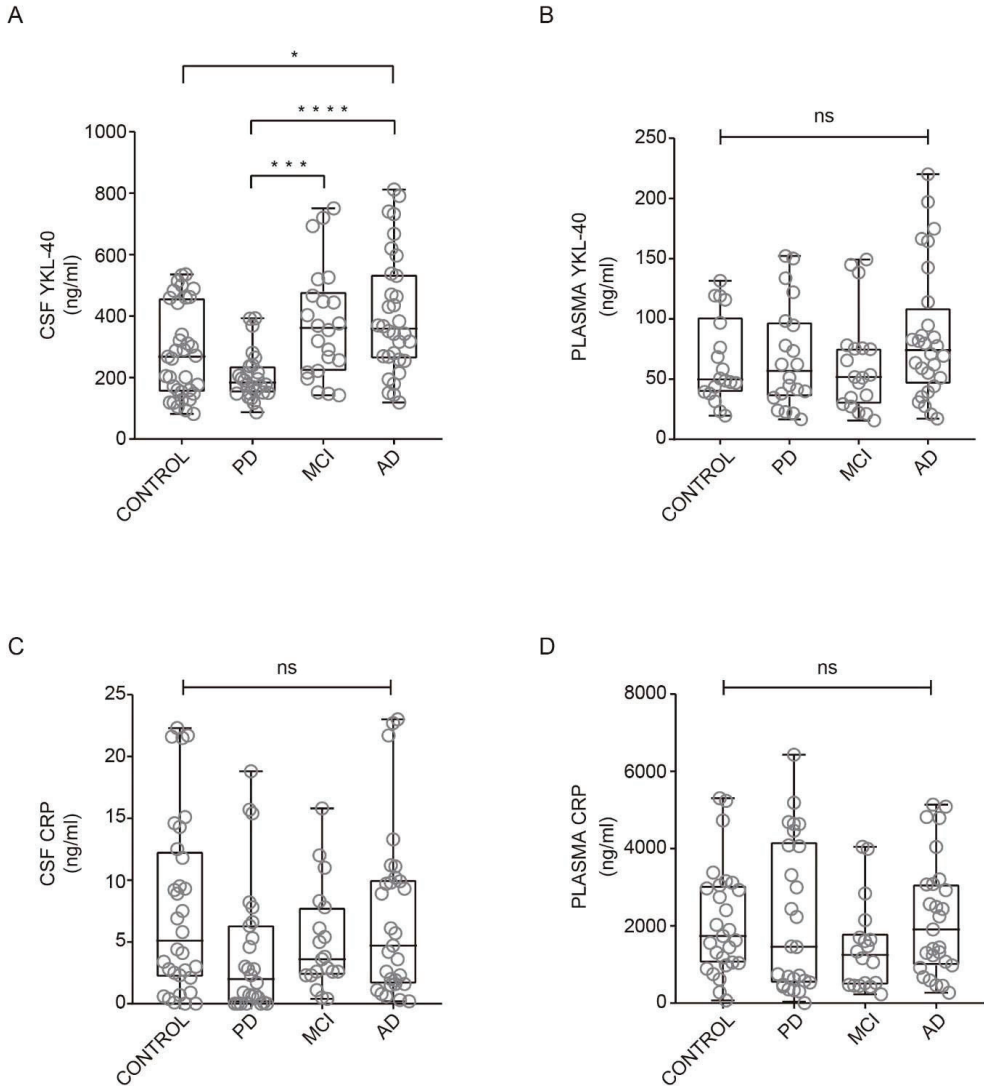 A
*
* * * *
* * *
CSF YKL-40
(ng/ml)
1000
800
600
400
200
0
CONTROL
PD
MCI
AD
B
ns
PLASMA YKL-40
(ng/ml)
250
200
150
100
50
0
CONTROL
PD
MCI
AD
C
ns
CSF CRP
(ng/ml)
25
20
15
10
5
0
CONTROL
PD
MCI
AD
D
ns
PLASMA CRP
(ng/ml)
8000
6000
4000
2000
0
CONTROL
PD
MCI
AD